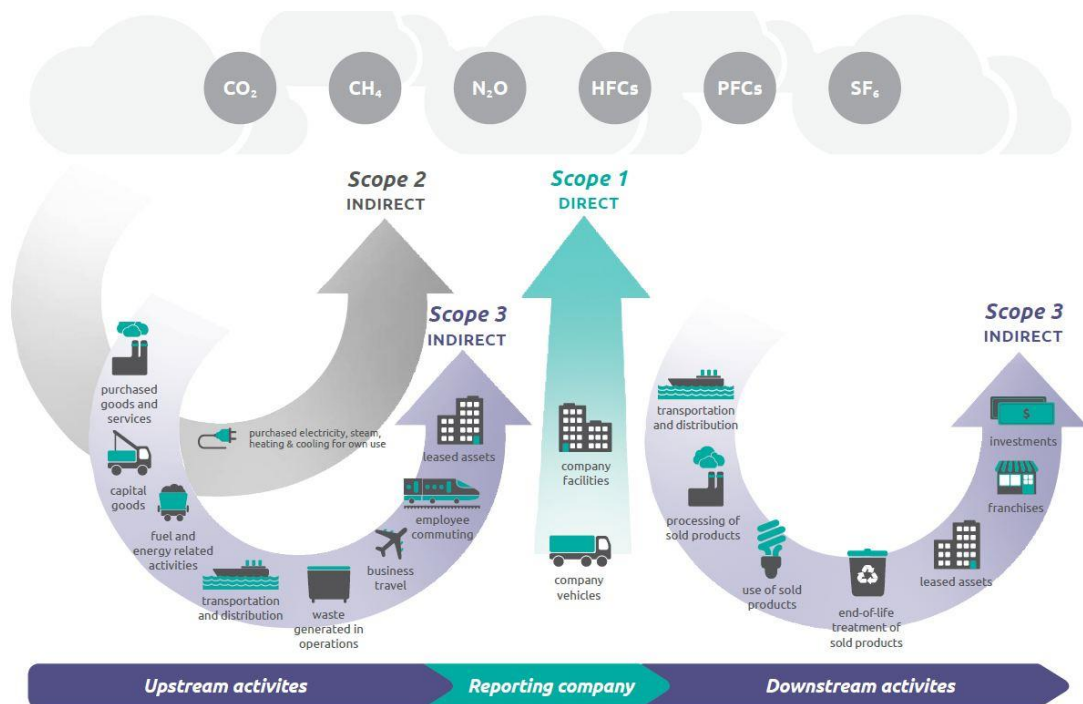 CO₂
CH₄
N₂O
HFCs
PFCs
SF₆
Scope 2
INDIRECT
Scope 1
DIRECT
Scope 3
INDIRECT
Scope 3
INDIRECT
purchased
goods and
services
capital
goods
fuel and
energy related
activities
transportation
and distribution
waste
generated in
operations
business
travel
employee
commuting
leased assets
purchased electricity, steam,
heating & cooling for own use
company
facilities
company
vehicles
transportation
and distribution
processing of
sold products
use of sold
products
end-of-life
treatment of
sold products
leased assets
franchises
$
investments
Upstream activites
Reporting company
Downstream activites